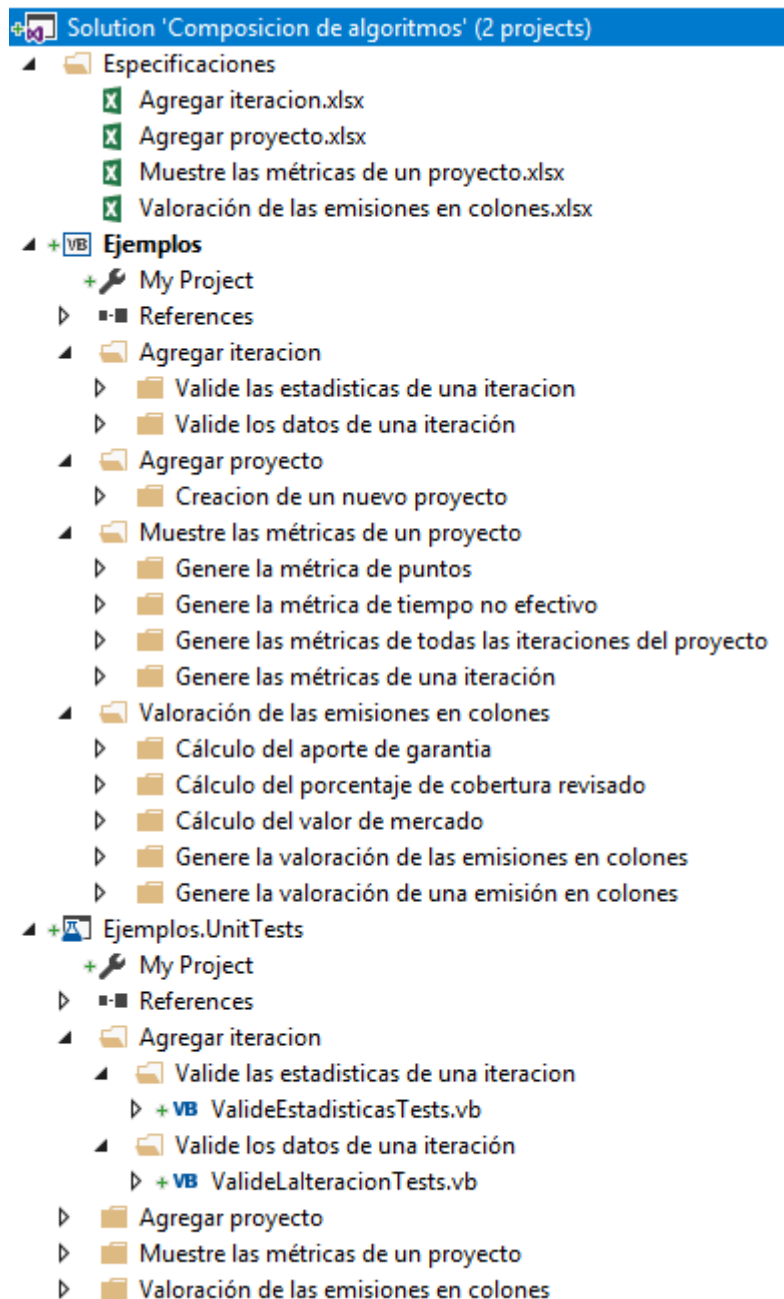 Solution 'Composicion de algoritmos' (2 projects)
Especificaciones
Agregar iteracion.xlsx
Agregar proyecto.xlsx
Muestre las métricas de un proyecto.xlsx
Valoración de las emisiones en colones.xlsx
VB Ejemplos
My Project
References
Agregar iteracion
Valide las estadisticas de una iteracion
Valide los datos de una iteración
Agregar proyecto
Creacion de un nuevo proyecto
Muestre las métricas de un proyecto
Genere la métrica de puntos
Genere la métrica de tiempo no efectivo
Genere las métricas de todas las iteraciones del proyecto
Genere las métricas de una iteración
Valoración de las emisiones en colones
Cálculo del aporte de garantia
Cálculo del porcentaje de cobertura revisado
Cálculo del valor de mercado
Genere la valoración de las emisiones en colones
Genere la valoración de una emisión en colones
Ejemplos.UnitTests
My Project
References
Agregar iteracion
Valide las estadisticas de una iteracion
VB ValideEstadisticasTests.vb
Valide los datos de una iteración
VB ValideLaIteracionTests.vb
Agregar proyecto
Muestre las métricas de un proyecto
Valoración de las emisiones en colones